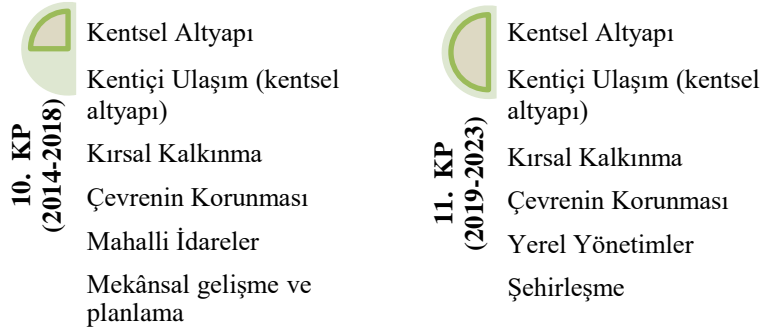 10. KP
(2014-2018)
Kentsel Altyapı
Kentiçi Ulaşım (kentsel
altyapı)
Kırsal Kalkınma
Çevrenin Korunması
Mahalli İdareler
Mekânsal gelişme ve
planlama
11. KP
(2019-2023)
Kentsel Altyapı
Kentiçi Ulaşım (kentsel
altyapı)
Kırsal Kalkınma
Çevrenin Korunması
Yerel Yönetimler
Şehirleşme